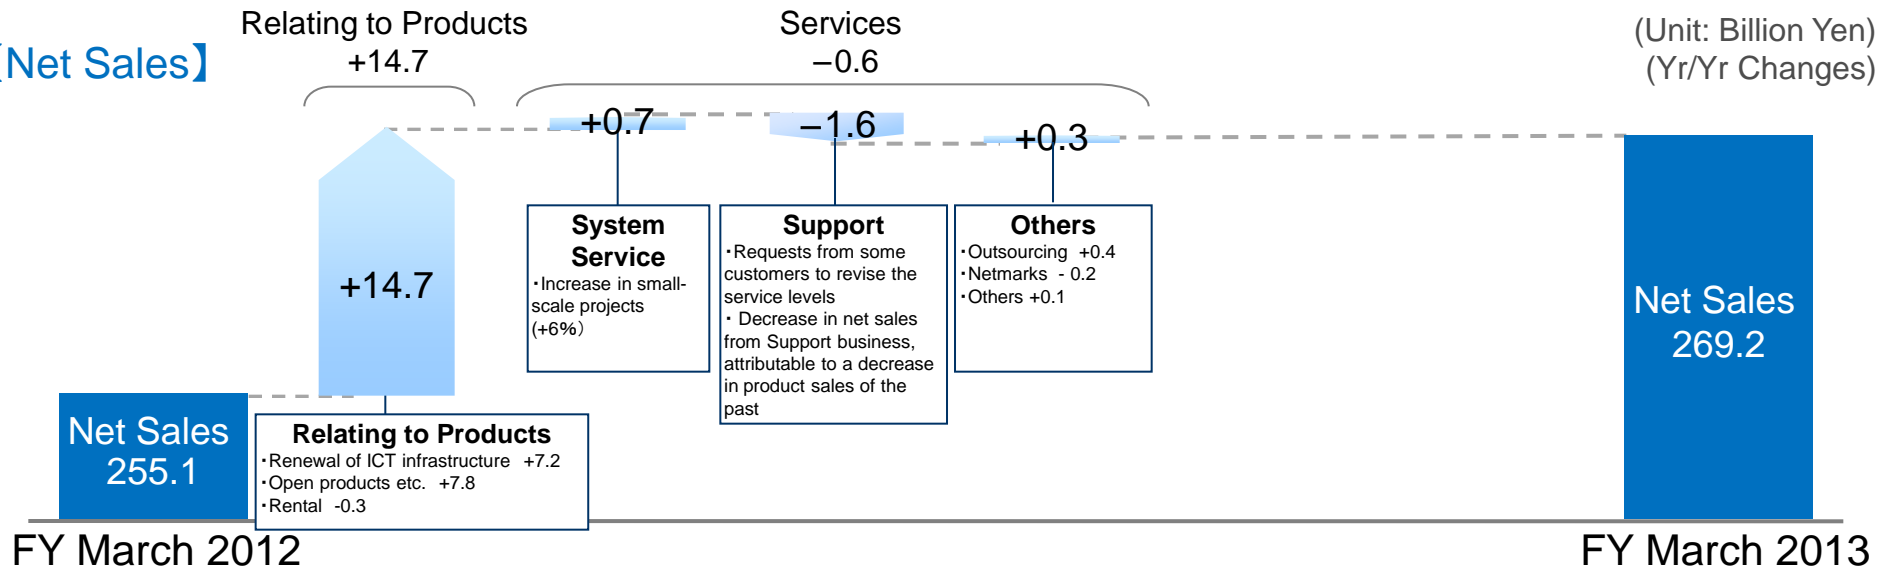 【Net Sales】
Relating to Products
+14.7
Services
−0.6
(Unit: Billion Yen)
(Yr/Yr Changes)
+0.7
−1.6
+0.3
+14.7
System
Service
・Increase in small-
scale projects
(+6%）
Support
・Requests from some
customers to revise the
service levels
・ Decrease in net sales
from Support business,
attributable to a decrease
in product sales of the
past
Others
・Outsourcing +0.4
・Netmarks - 0.2
・Others +0.1
Net Sales
269.2
Net Sales
255.1
Relating to Products
・Renewal of ICT infrastructure +7.2
・Open products etc. +7.8
・Rental -0.3
FY March 2012
FY March 2013